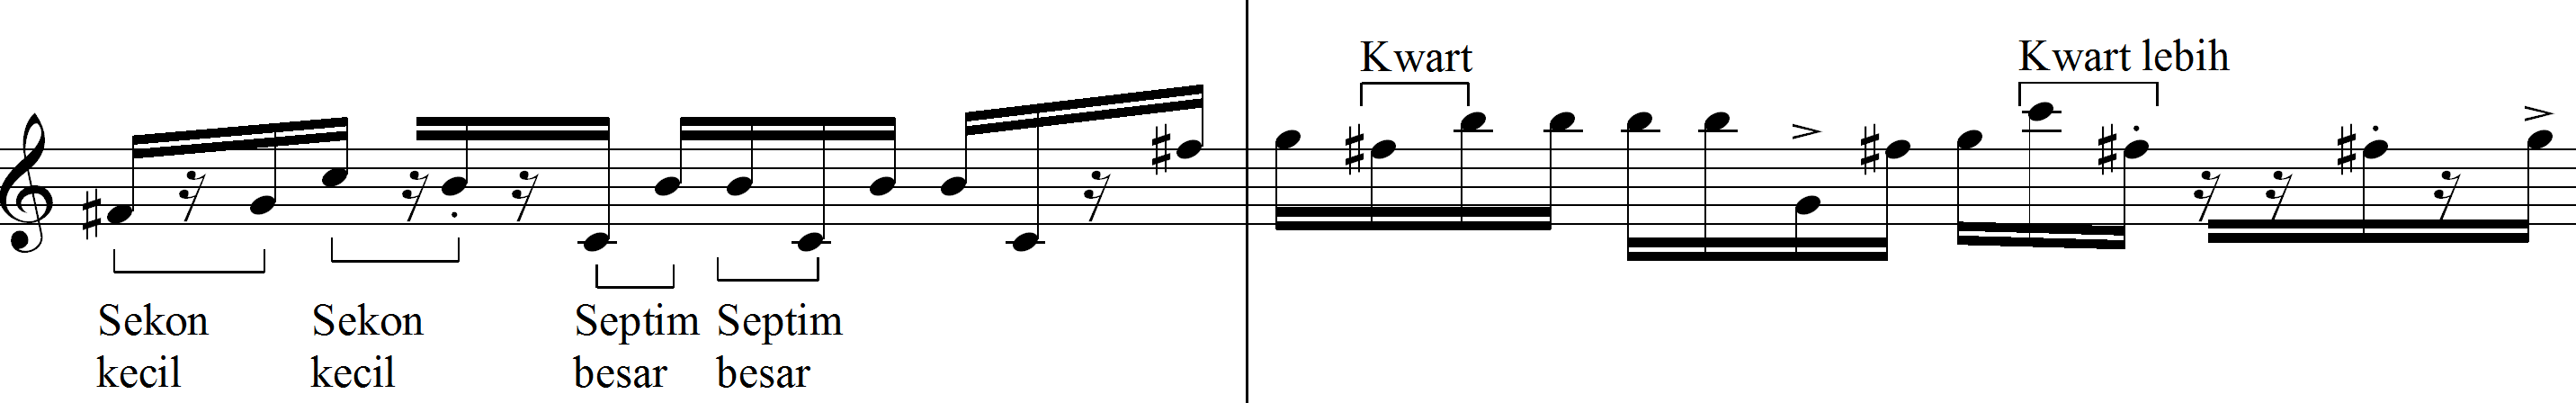 Kwart
Kwart lebih
Sekon
kecil
Sekon
kecil
Septim
besar
Septim
besar